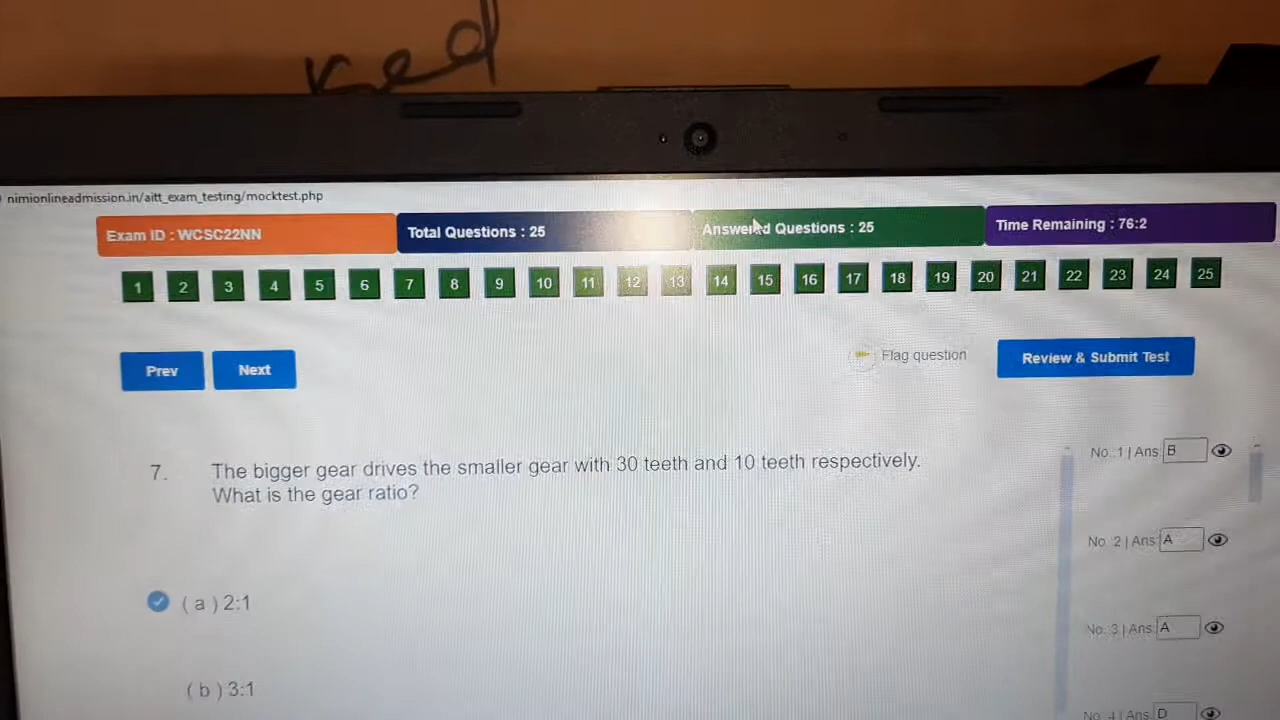 red
nimionlineadmission.in/aitt_exam_testing/mocktest.php
Exam ID : WCSC22NN
Total Questions : 25
Answered Questions : 25
Time Remaining : 76:2
1 2 3 4 5 6 7 8 9 10 11 12 13 14 15 16 17 18 19 20 21 22 23 24 25
Prev
Next
Flag question
Review & Submit Test
7. The bigger gear drives the smaller gear with 30 teeth and 10 teeth respectively.
What is the gear ratio?
( a ) 2:1
( b ) 3:1
No. 1 | Ans B
No. 2 | Ans A
No. 3 | Ans A
No. 4 | Ans D